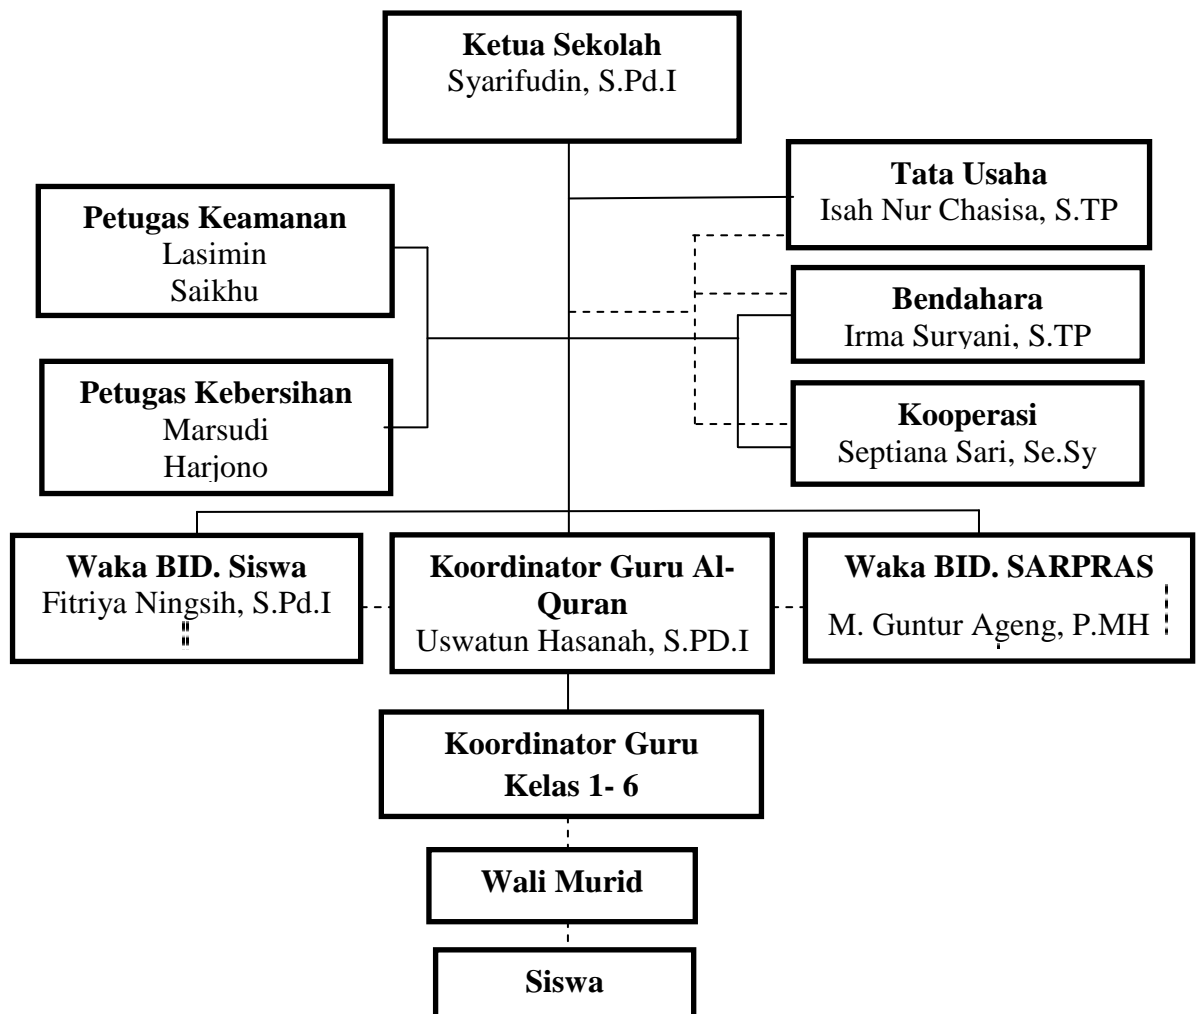 Ketua Sekolah
Syarifudin, S.Pd.I
Tata Usaha
Isah Nur Chasisa, S.TP
Petugas Keamanan
Lasimin
Saikhu
Bendahara
Irma Suryani, S.TP
Petugas Kebersihan
Marsudi
Harjono
Kooperasi
Septiana Sari, Se.Sy
Waka BID. Siswa
Fitriya Ningsih, S.Pd.I
Koordinator Guru Al-
Quran
Uswatun Hasanah, S.PD.I
Waka BID. SARPRAS
M. Guntur Ageng, P.MH
Koordinator Guru
Kelas 1- 6
Wali Murid
Siswa